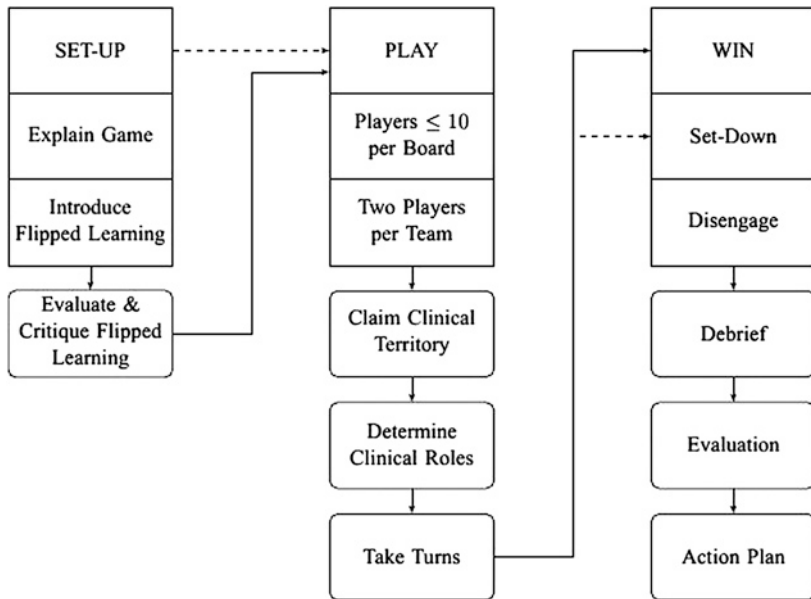 SET-UP
Explain Game
Introduce
Flipped Learning
Evaluate &
Critique Flipped
Learning
PLAY
Players ≤ 10
per Board
Two Players
per Team
Claim Clinical
Territory
Determine
Clinical Roles
Take Turns
WIN
Set-Down
Disengage
Debrief
Evaluation
Action Plan